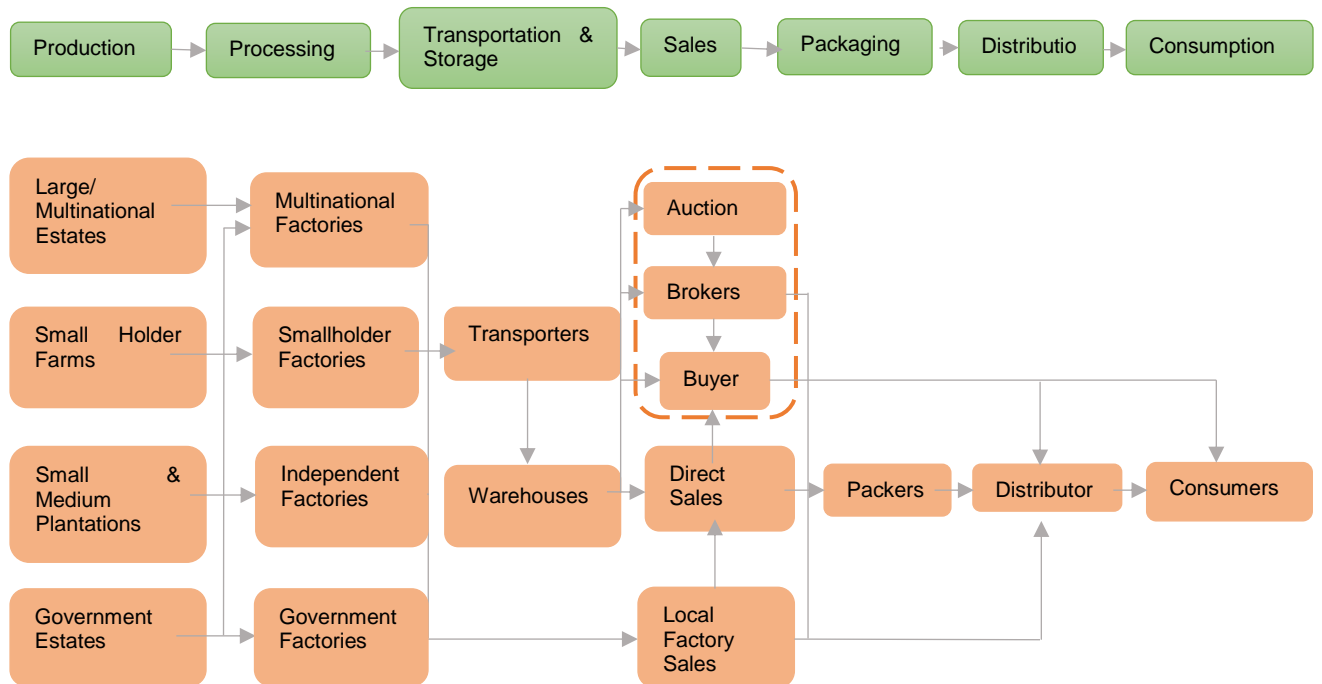 Production
Processing
Transportation &
Storage
Sales
Packaging
Distributio
Consumption
Large/
Multinational
Estates
Multinational
Factories
Auction
Brokers
Small Holder
Farms
Smallholder
Factories
Transporters
Buyer
Small &
Medium
Plantations
Independent
Factories
Warehouses
Direct
Sales
Packers
Distributor
Consumers
Government
Estates
Government
Factories
Local
Factory
Sales